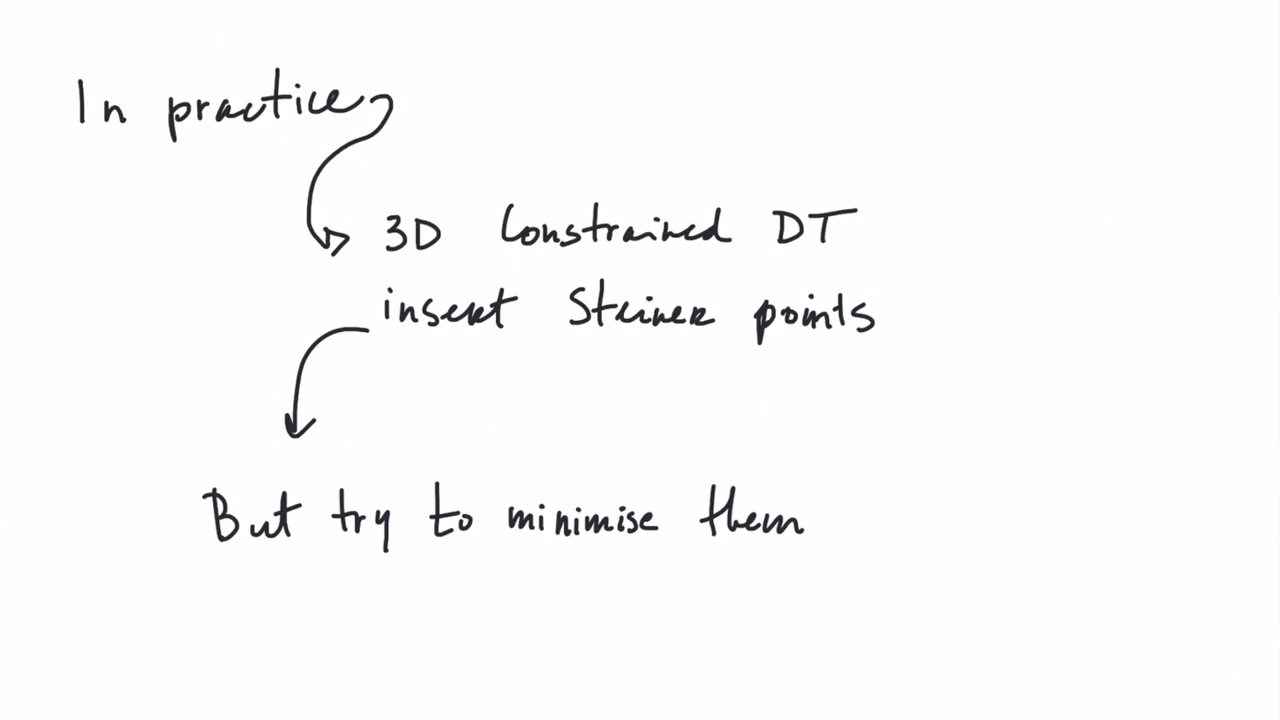 In practice
3D Constrained DT
insert Steiner points
But try to minimise them